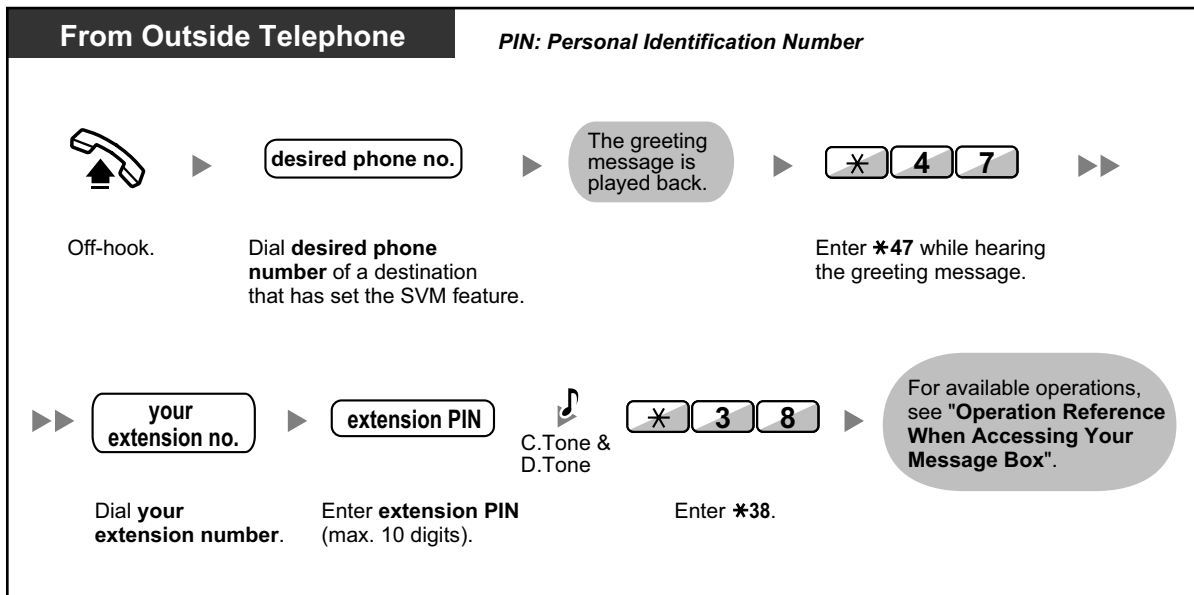 From Outside Telephone
PIN: Personal Identification Number
desired phone no.
The greeting
message is
played back.
* 4 7
Off-hook.
Dial desired phone
number of a destination
that has set the SVM feature.
Enter *47 while hearing
the greeting message.
your
extension no.
extension PIN
C.Tone &
D.Tone
* 3 8
For available operations,
see "Operation Reference
When Accessing Your
Message Box".
Dial your
extension number.
Enter extension PIN
(max. 10 digits).
Enter *38.